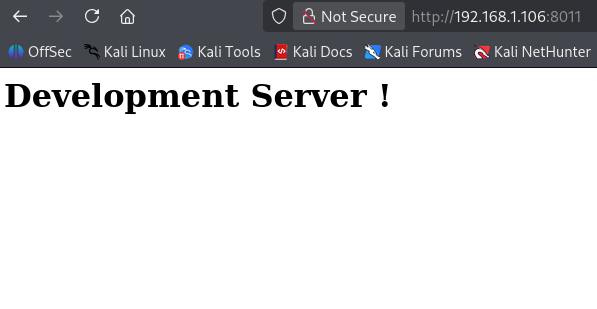 Not Secure http://192.168.1.106:8011
OffSec Kali Linux Kali Tools Kali Docs Kali Forums Kali NetHunter
Development Server !